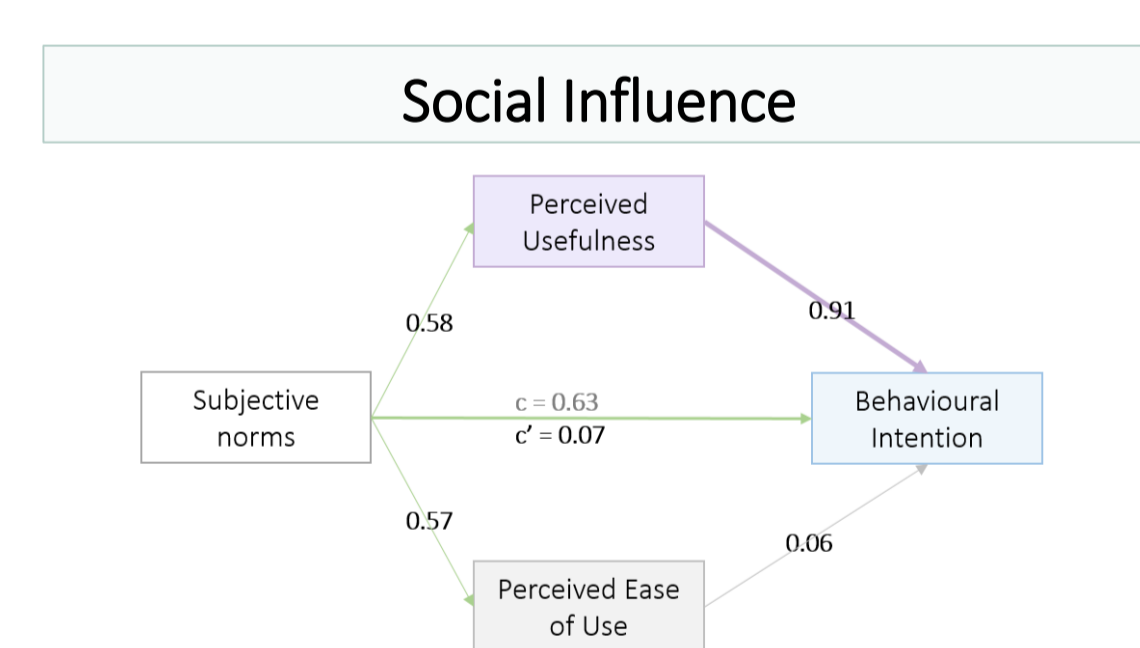 Social Influence
Perceived
Usefulness
0.91
0.58
Subjective
norms
c = 0.63
c′ = 0.07
Behavioural
Intention
0.57
0.06
Perceived Ease
of Use